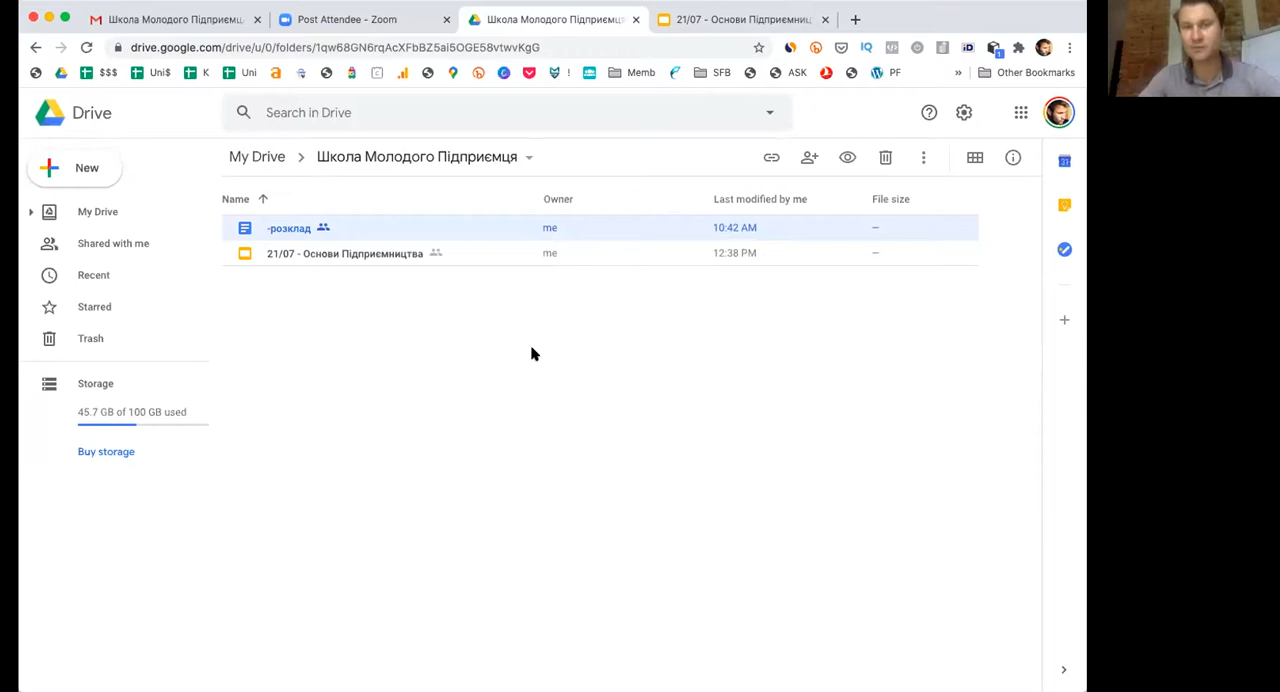 Школа Молодого Підприємц
Post Attendee - Zoom
Школа Молодого Підприємця
21/07 - Основи Підприємниц
drive.google.com/drive/u/0/folders/1qw68GN6rqAcXFbBZ5ai5OGE58vtwvKgG
$$$
Uni$
K
Uni
!
Memb
SFB
ASK
PF
»
Other Bookmarks
Drive
Search in Drive
New
My Drive
Школа Молодого Підприємця
Name
Owner
Last modified by me
File size
My Drive
-розклад
me
10:42 AM
–
Shared with me
21/07 - Основи Підприємництва
me
12:38 PM
–
Recent
Starred
Trash
Storage
45.7 GB of 100 GB used
Buy storage